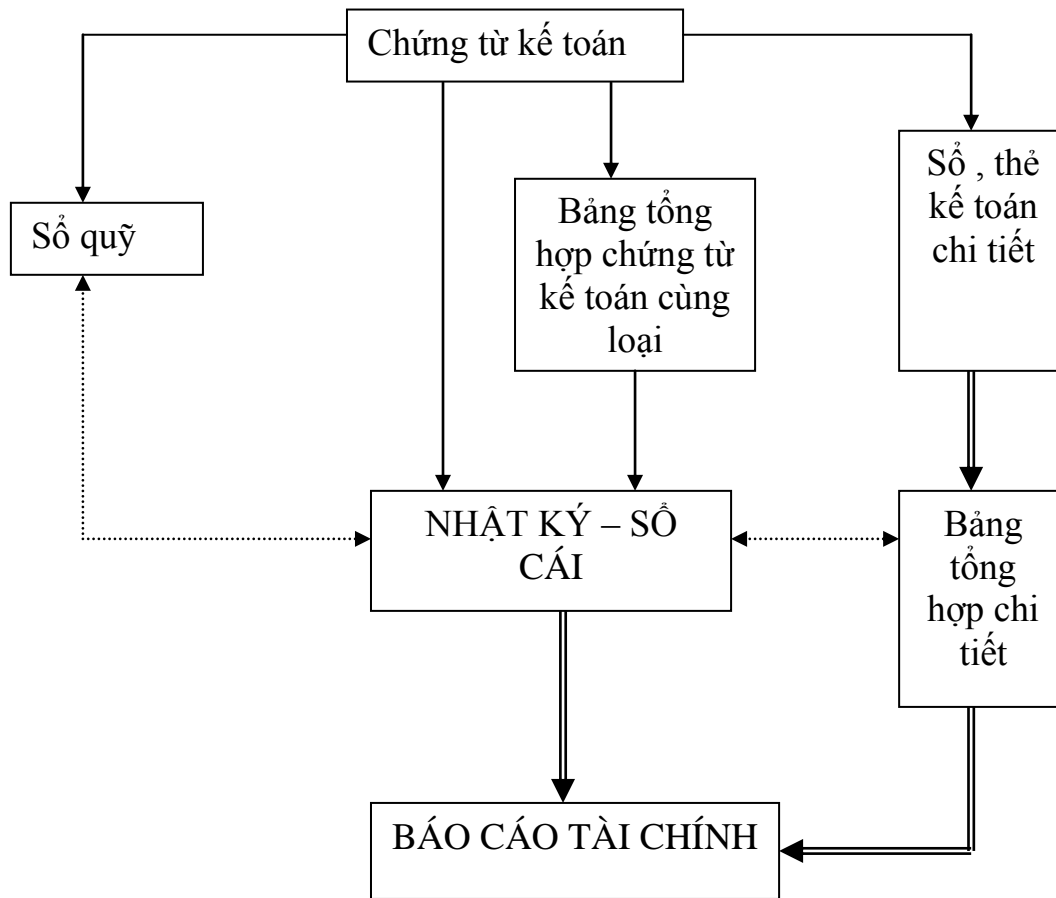 Chứng từ kế toán
Sổ quỹ
Bảng tổng
hợp chứng từ
kế toán cùng
loại
Sổ , thẻ
kế toán
chi tiết
NHẬT KÝ – SỔ
CÁI
Bảng
tổng
hợp chi
tiết
BÁO CÁO TÀI CHÍNH